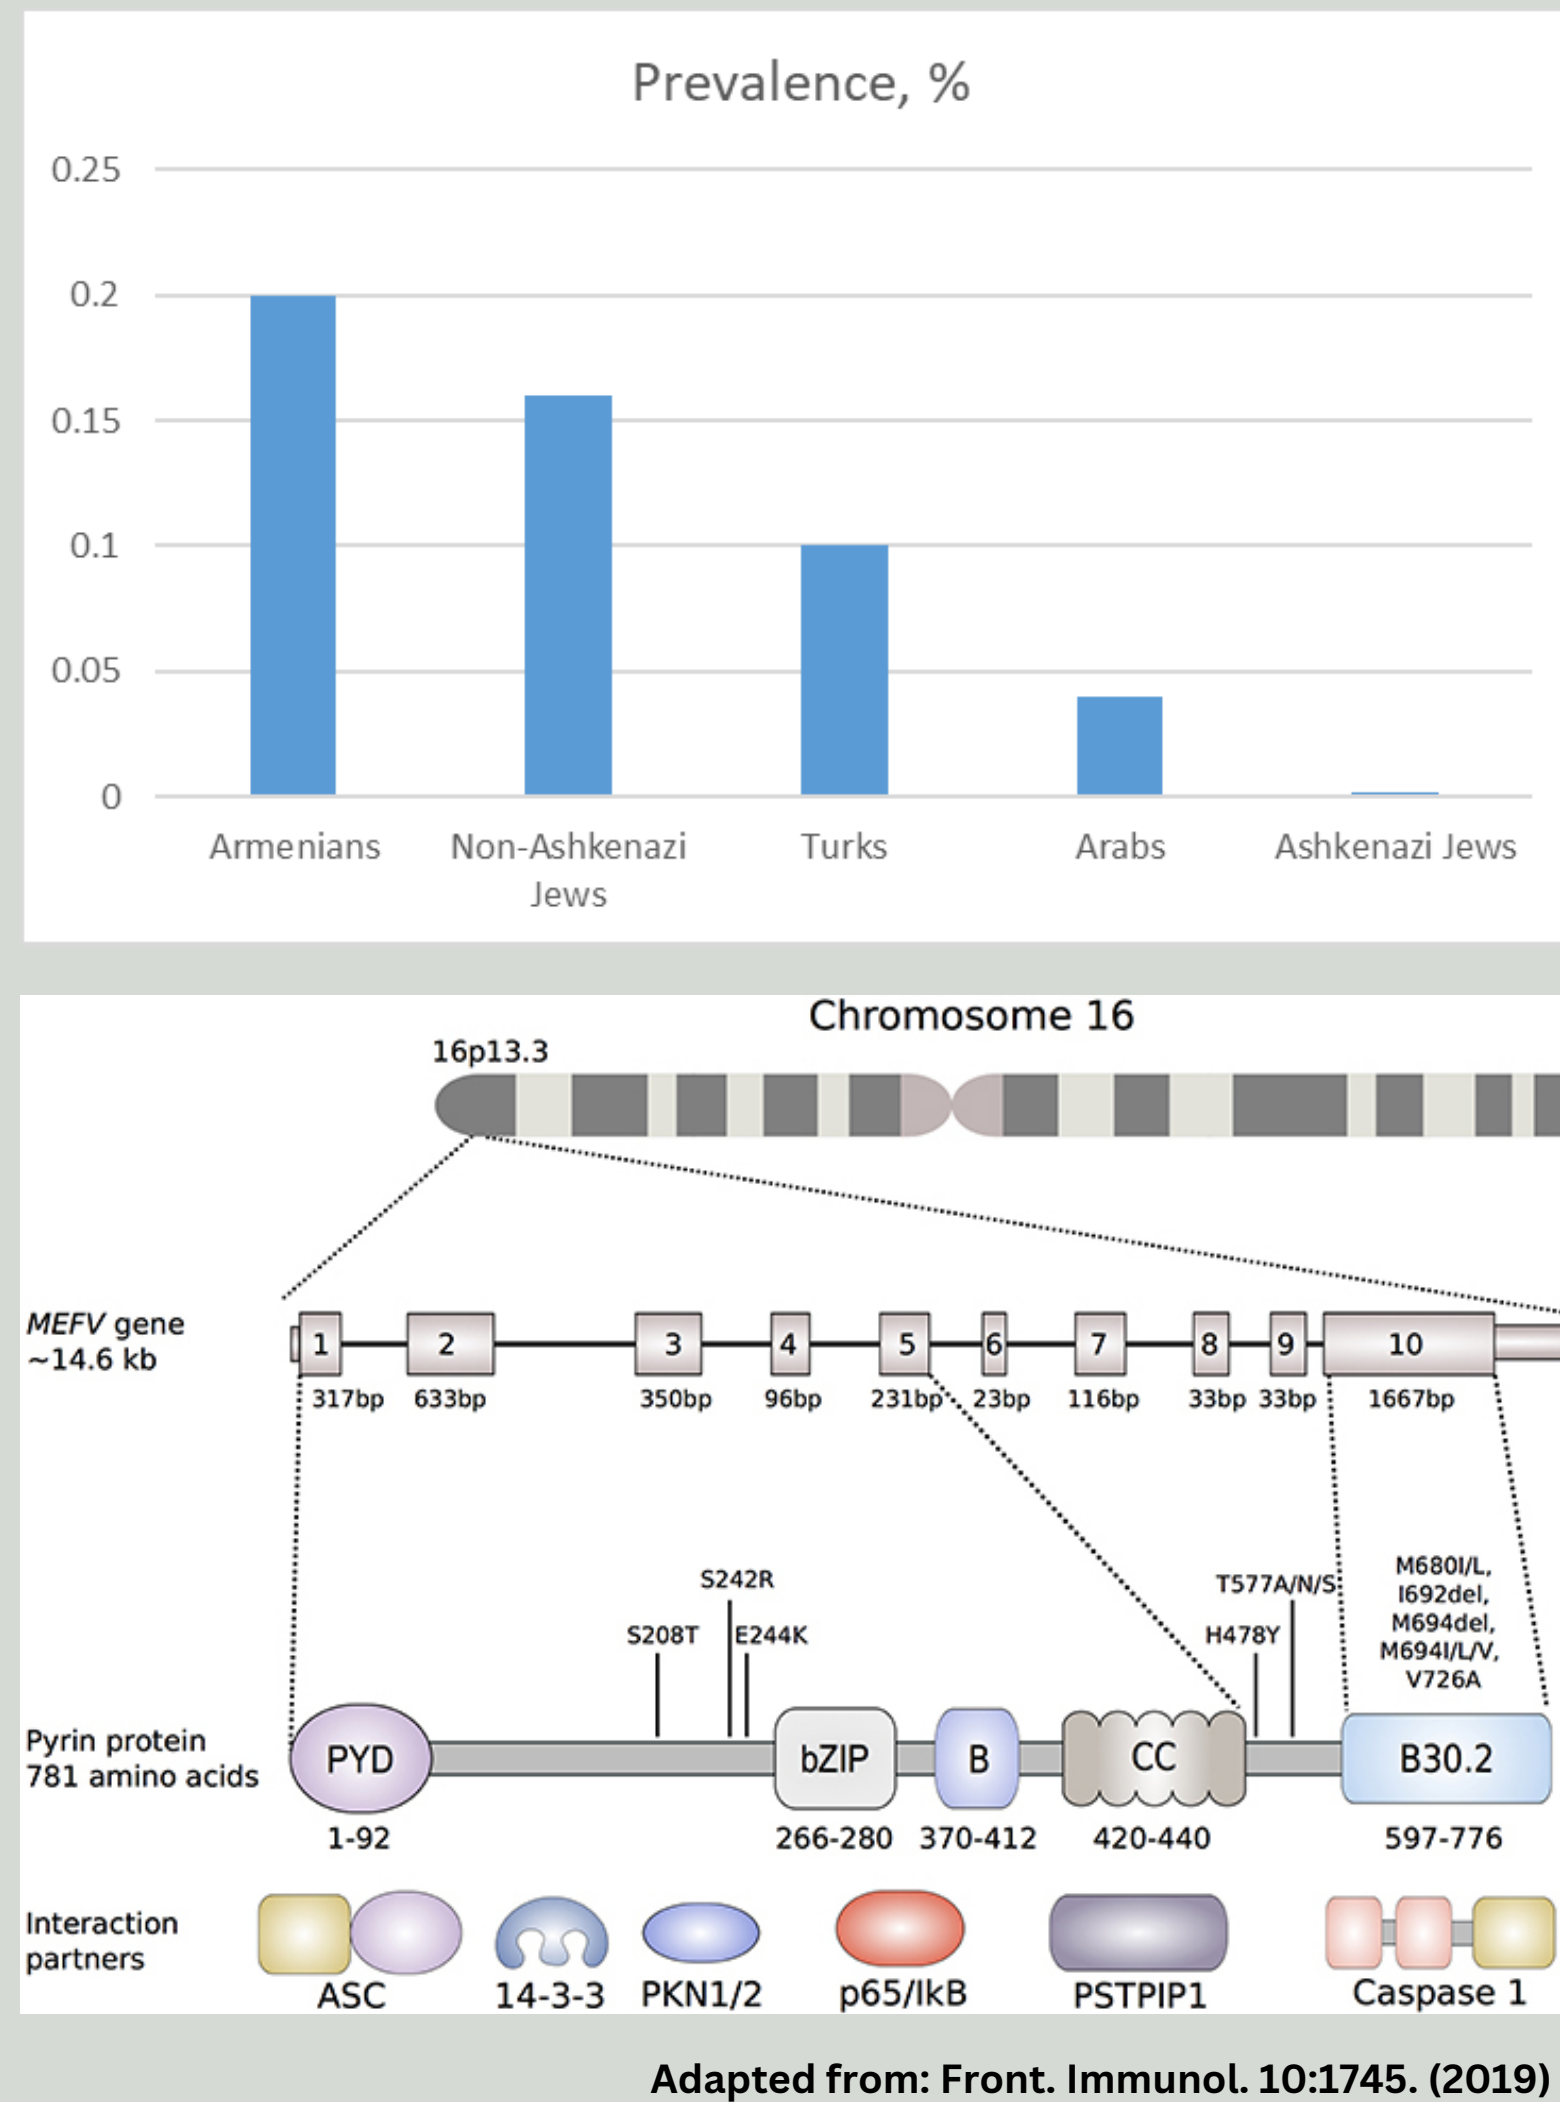 Prevalence, %
0.25
0.2
0.15
0.1
0.05
0
Armenians
Non-Ashkenazi
Jews
Turks
Arabs
Ashkenazi Jews
Chromosome 16
16p13.3
MEFV gene
~14.6 kb
1 2 3 4 5 6 7 8 9 10
317bp 633bp 350bp 96bp 231bp 23bp 116bp 33bp 33bp 1667bp
S208T
S242R
E244K
H478Y
T577A/N/S
M680I/L,
I692del,
M694del,
M694I/L/V,
V726A
Pyrin protein
781 amino acids
PYD bZIP B CC B30.2
1-92 266-280 370-412 420-440 597-776
Interaction
partners
ASC 14-3-3 PKN1/2 p65/IkB PSTPIP1 Caspase 1
Adapted from: Front. Immunol. 10:1745. (2019)